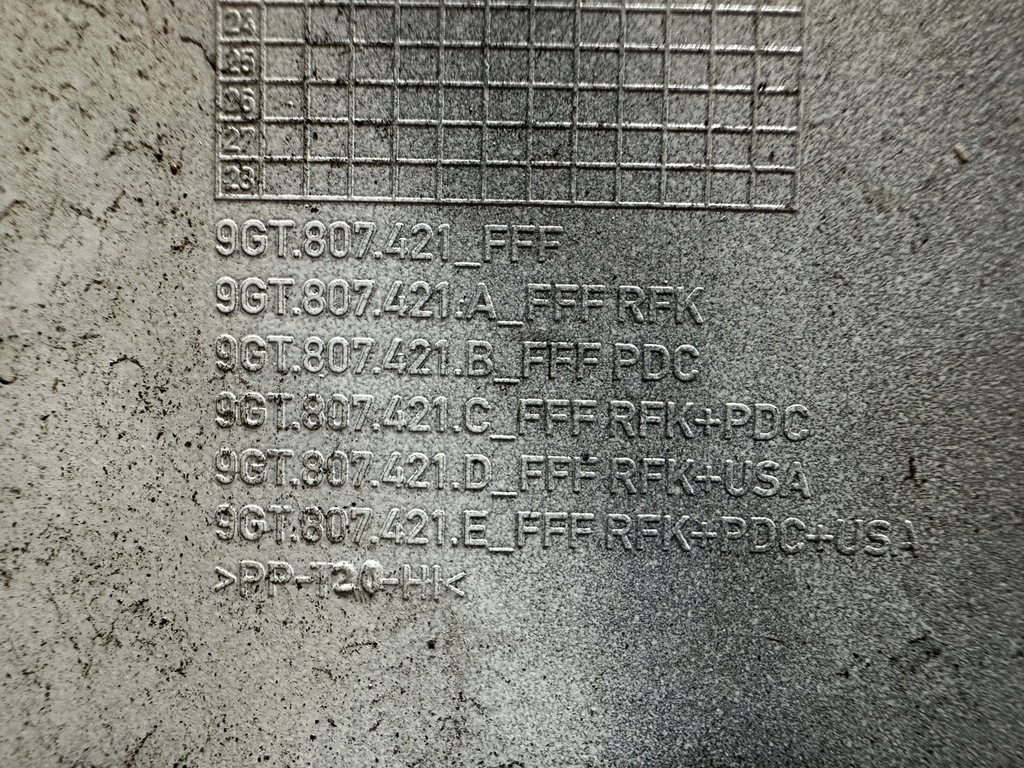 25
26
27
28
9GT.807.421_FFF
9GT.807.421.A_FFF RFK
9GT.807.421.B_FFF PDC
9GT.807.421.C_FFF RFK+PDC
9GT.807.421.D_FFF RFK+USA
9GT.807.421.E_FFF RFK+PDC+USA
>PP-T20-HI<